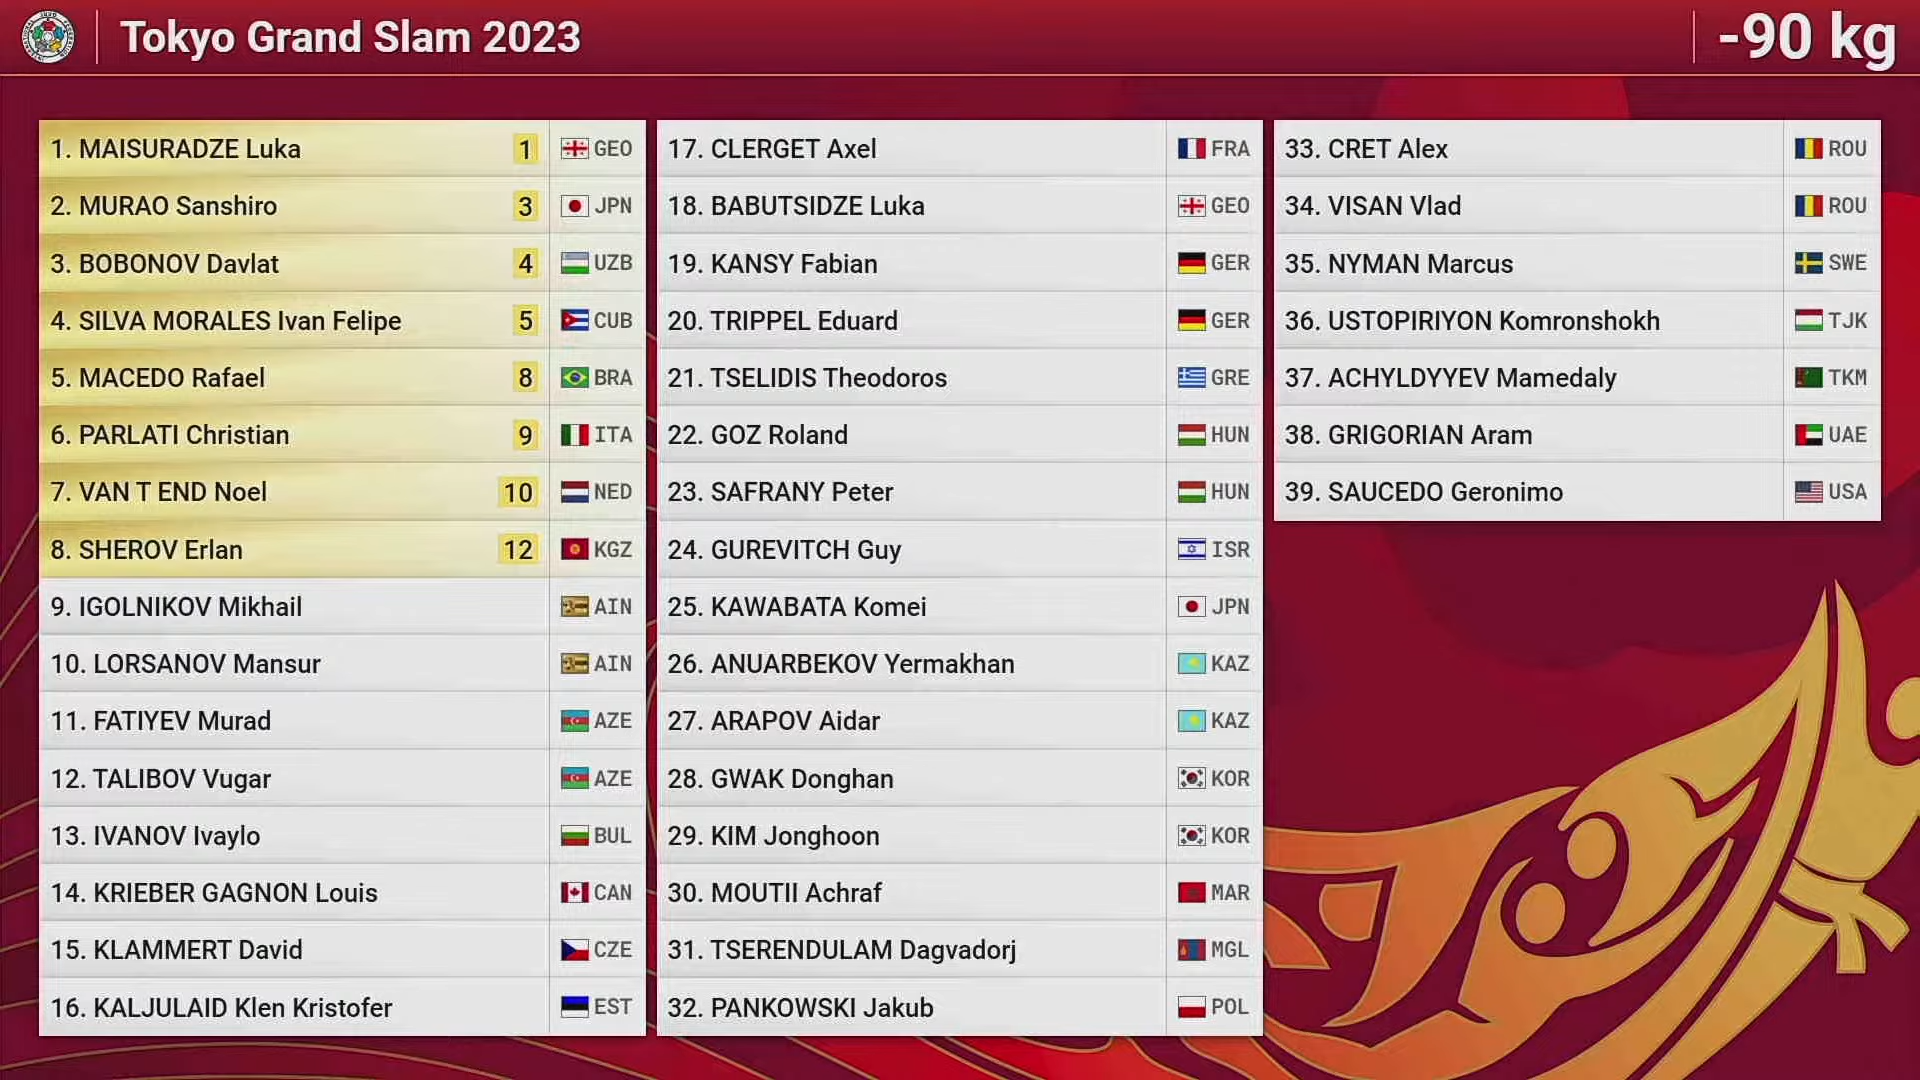 Tokyo Grand Slam 2023
-90 kg
1. MAISURADZE Luka 1 GEO
2. MURAO Sanshiro 3 JPN
3. BOBONOV Davlat 4 UZB
4. SILVA MORALES Ivan Felipe 5 CUB
5. MACEDO Rafael 8 BRA
6. PARLATI Christian 9 ITA
7. VAN T END Noel 10 NED
8. SHEROV Erlan 12 KGZ
9. IGOLNIKOV Mikhail AIN
10. LORSANOV Mansur AIN
11. FATIYEV Murad AZE
12. TALIBOV Vugar AZE
13. IVANOV Ivaylo BUL
14. KRIEBER GAGNON Louis CAN
15. KLAMMERT David CZE
16. KALJULAID Klen Kristofer EST
17. CLERGET Axel FRA
18. BABUTSIDZE Luka GEO
19. KANSY Fabian GER
20. TRIPPEL Eduard GER
21. TSELIDIS Theodoros GRE
22. GOZ Roland HUN
23. SAFRANY Peter HUN
24. GUREVITCH Guy ISR
25. KAWABATA Komei JPN
26. ANUARBEKOV Yermakhan KAZ
27. ARAPOV Aidar KAZ
28. GWAK Donghan KOR
29. KIM Jonghoon KOR
30. MOUTII Achraf MAR
31. TSERENDULAM Dagvadorj MGL
32. PANKOWSKI Jakub POL
33. CRET Alex ROU
34. VISAN Vlad ROU
35. NYMAN Marcus SWE
36. USTOPIRIYON Komronshokh TJK
37. ACHYLDYYEV Mamedaly TKM
38. GRIGORIAN Aram UAE
39. SAUCEDO Geronimo USA